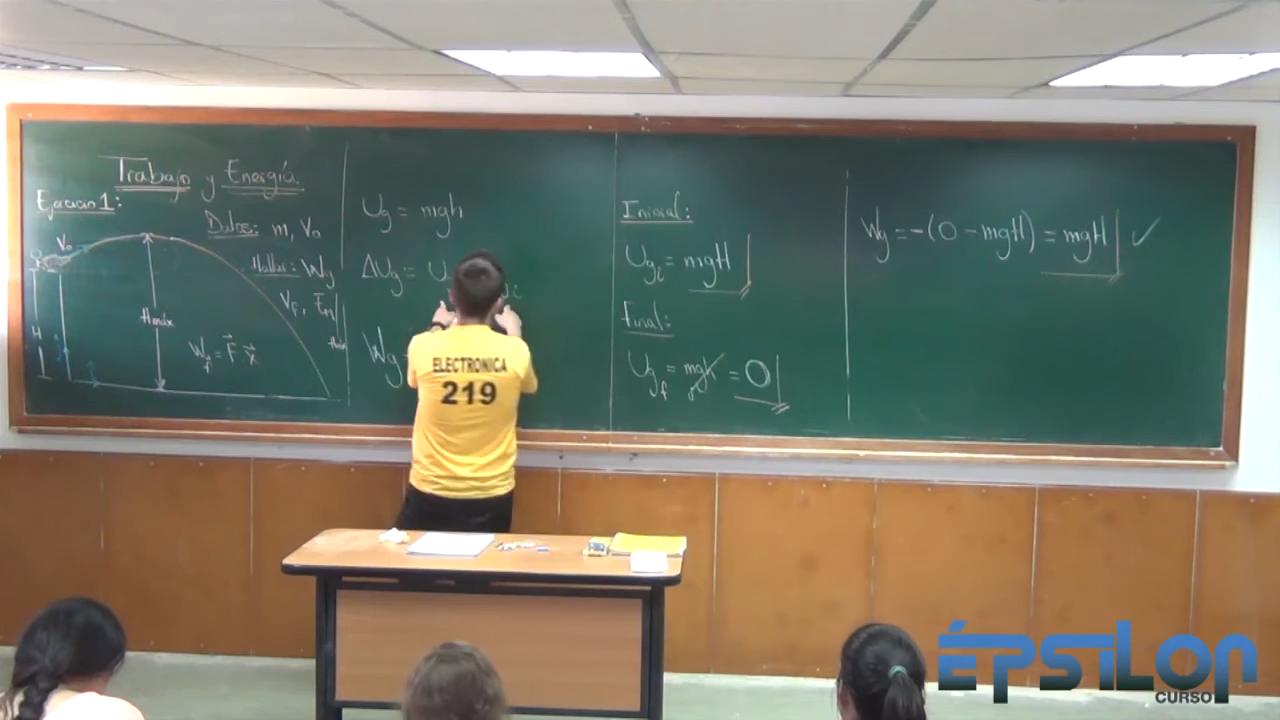 Trabajo y Energía
Ejercicio 1:
Datos: m, V₀
Hallar: Wg
Vf, Em
V₀
Hmáx
H
Wf = F⃗ · x⃗
Ug = mgh
ΔUg = U
Wg =
Inicial:
Ugi = mgH
Final:
Ugf = mgh = 0
Wg = -(0 - mgH) = mgH ✓
ELECTRONICA
219
ÉPSILON
CURSO